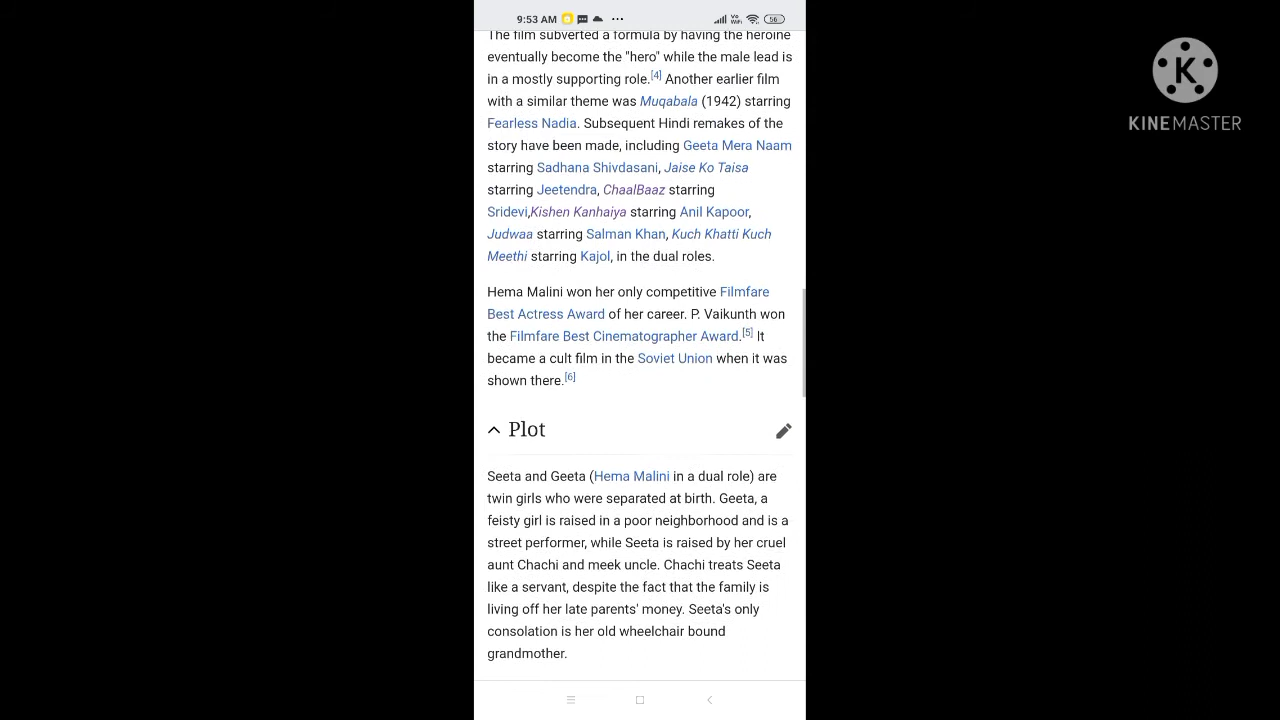 9:53 AM
Vo
WiFi
56
The film subverted a formula by having the heroine
eventually become the "hero" while the male lead is
in a mostly supporting role.[4] Another earlier film
with a similar theme was Muqabala (1942) starring
Fearless Nadia. Subsequent Hindi remakes of the
story have been made, including Geeta Mera Naam
starring Sadhana Shivdasani, Jaise Ko Taisa
starring Jeetendra, ChaalBaaz starring
Sridevi,Kishen Kanhaiya starring Anil Kapoor,
Judwaa starring Salman Khan, Kuch Khatti Kuch
Meethi starring Kajol, in the dual roles.
Hema Malini won her only competitive Filmfare
Best Actress Award of her career. P. Vaikunth won
the Filmfare Best Cinematographer Award.[5] It
became a cult film in the Soviet Union when it was
shown there.[6]
Plot
Seeta and Geeta (Hema Malini in a dual role) are
twin girls who were separated at birth. Geeta, a
feisty girl is raised in a poor neighborhood and is a
street performer, while Seeta is raised by her cruel
aunt Chachi and meek uncle. Chachi treats Seeta
like a servant, despite the fact that the family is
living off her late parents' money. Seeta's only
consolation is her old wheelchair bound
grandmother.
K
KINEMASTER